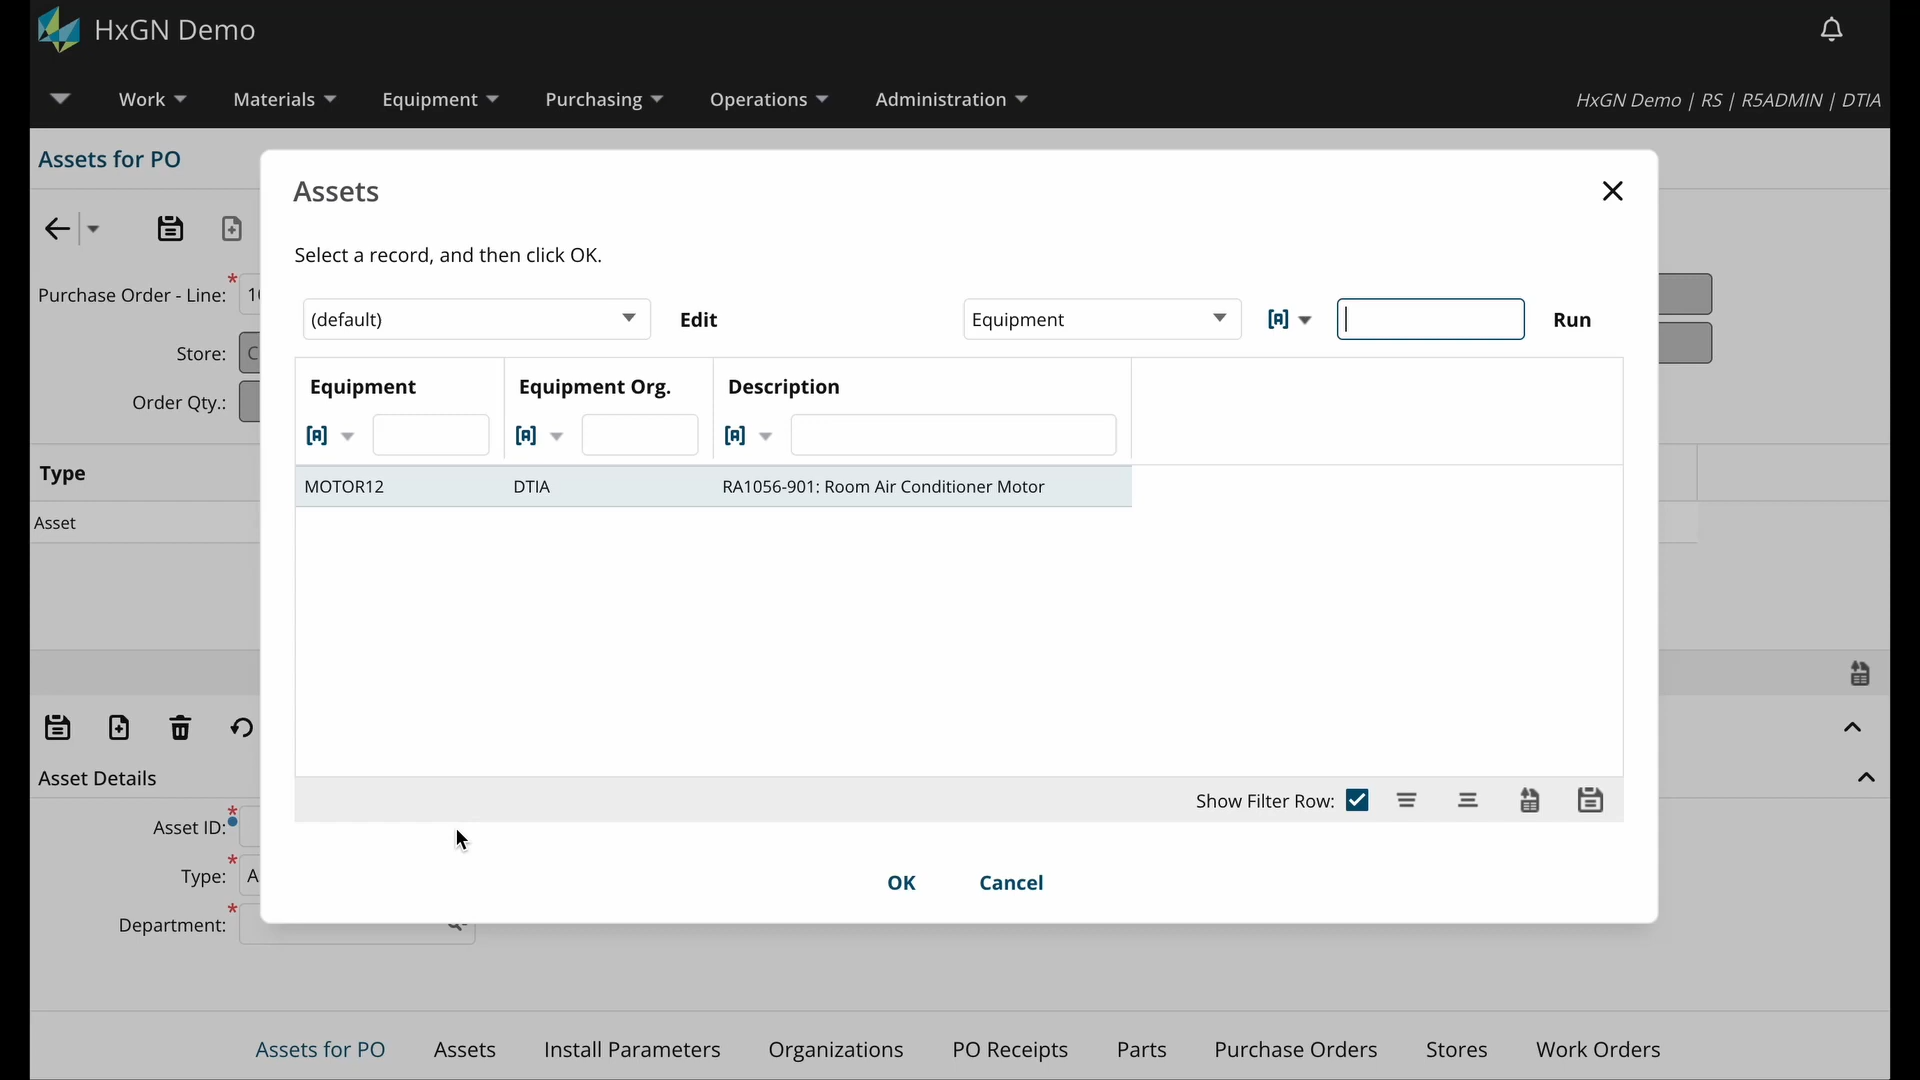 HxGN Demo
Work Materials Equipment Purchasing Operations Administration HxGN Demo | RS | R5ADMIN | DTIA
Assets for PO
Assets
Select a record, and then click OK.
Purchase Order - Line:
(default) Edit Equipment [A] Run
Store:
Equipment Equipment Org. Description
Order Qty.:
[A] [A] [A]
Type
MOTOR12 DTIA RA1056-901: Room Air Conditioner Motor
Asset
Asset Details
Show Filter Row:
Asset ID:
Type: A
OK Cancel
Department:
Assets for PO Assets Install Parameters Organizations PO Receipts Parts Purchase Orders Stores Work Orders